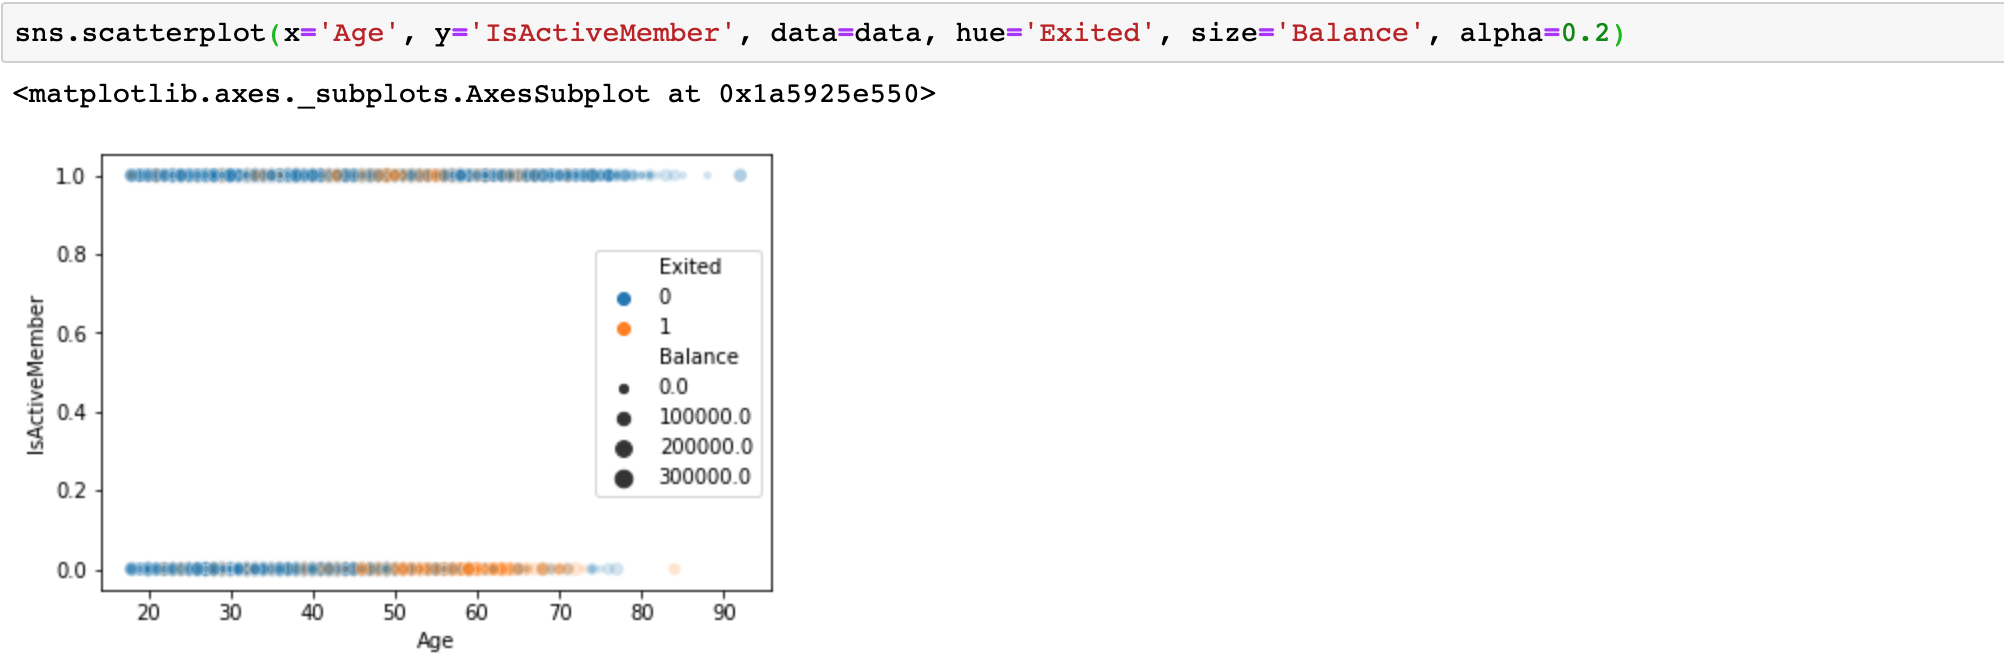 sns.scatterplot(x='Age', y='IsActiveMember', data=data, hue='Exited', size='Balance', alpha=0.2)
<matplotlib.axes._subplots.AxesSubplot at 0x1a5925e550>
1.0
0.8
0.6
0.4
0.2
0.0
IsActiveMember
Exited
0
1
Balance
0.0
100000.0
200000.0
300000.0
20 30 40 50 60 70 80 90
Age